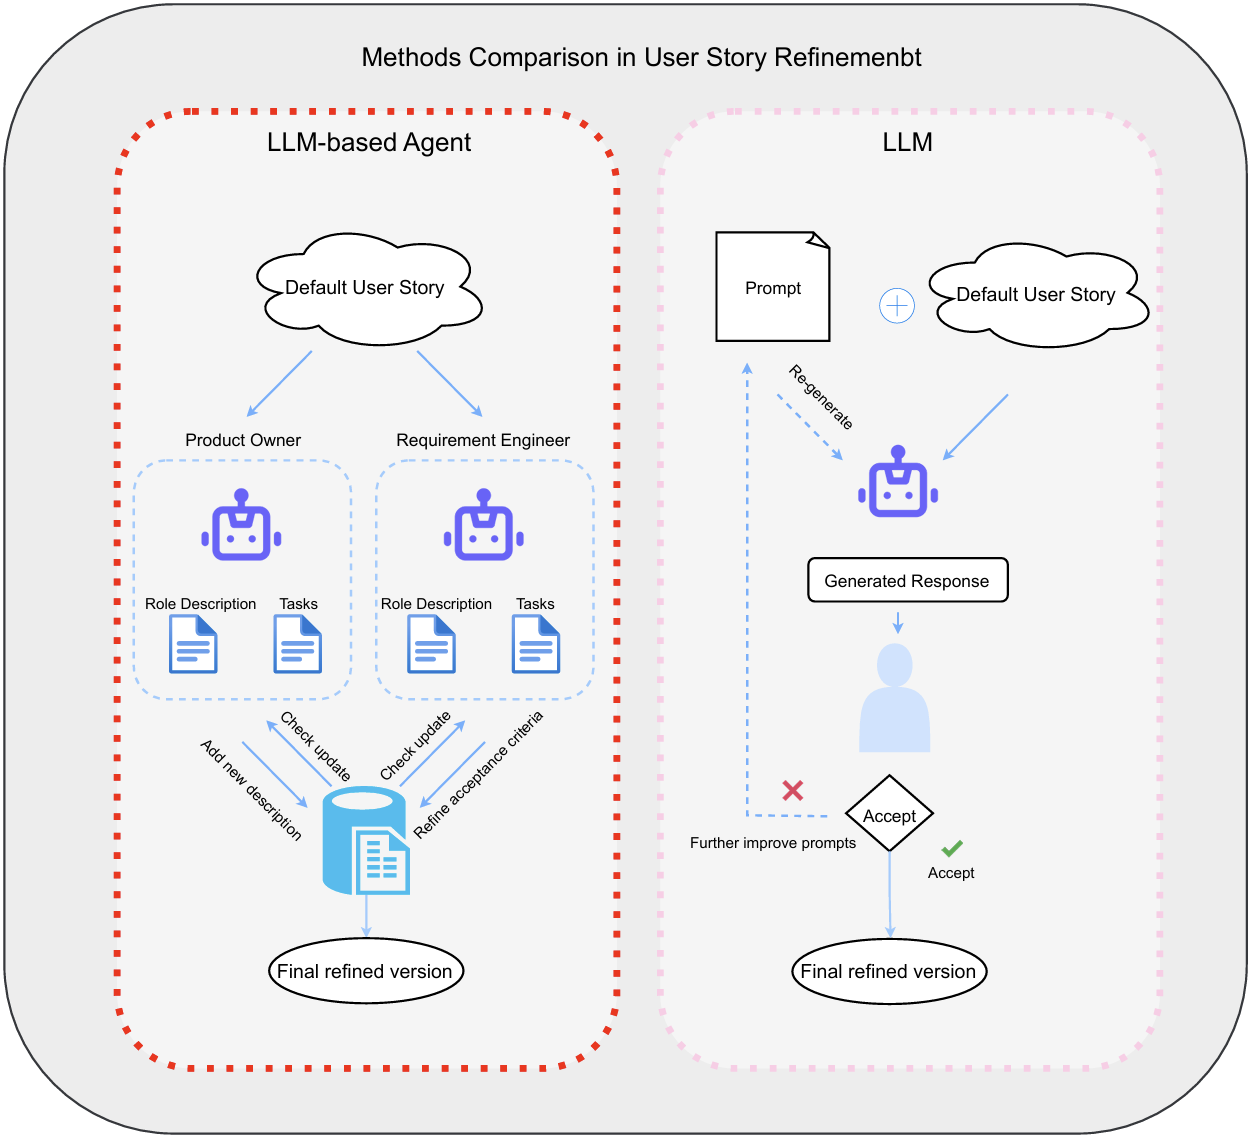 Methods Comparison in User Story Refinemenbt
LLM-based Agent
Default User Story
Product Owner
Requirement Engineer
Role Description
Tasks
Role Description
Tasks
Add new description
Check update
Check update
Refine acceptance criteria
Final refined version
LLM
Prompt
Default User Story
Re-generate
Generated Response
Accept
Further improve prompts
Accept
Final refined version